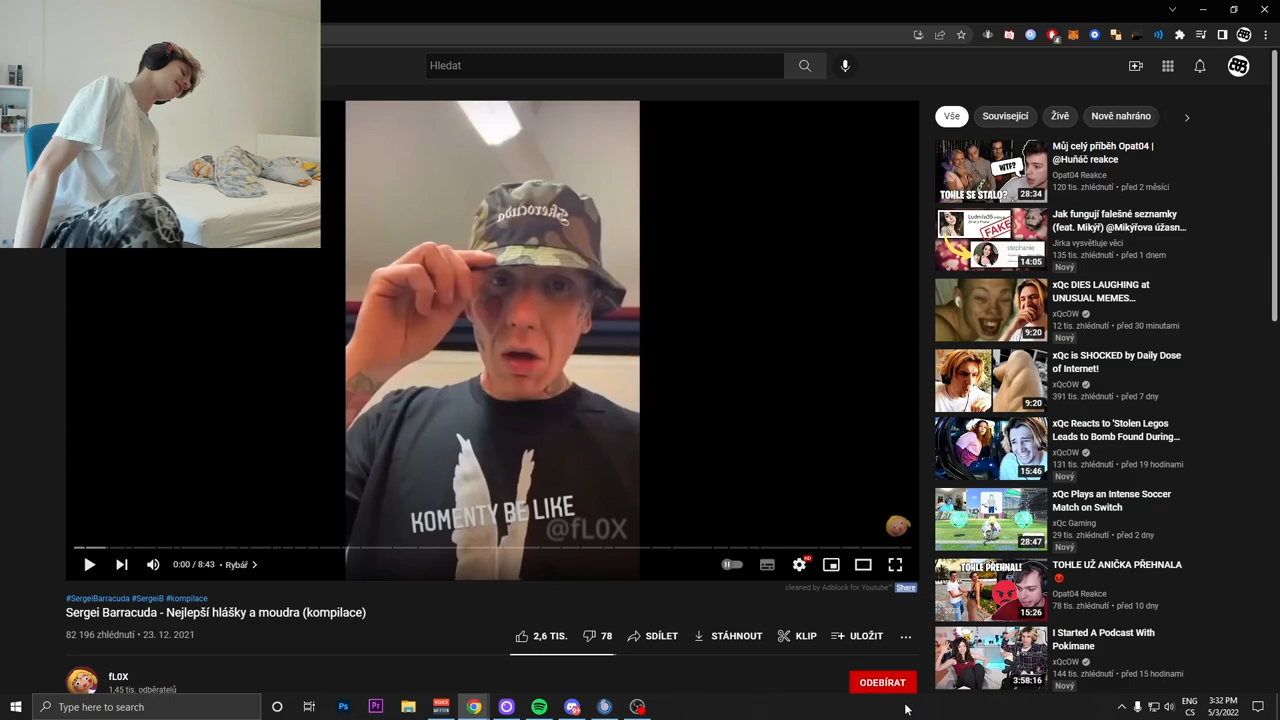 Hledat
Vše
Související
Živě
Nově nahráno
WTF?
TOHLE SE STALO?
28:34
Můj celý příběh Opat04 |
@Huňáč reakce
Opat04 Reakce
120 tis. zhlédnutí • před 2 měsíci
FAKE
stephanie
14:05
Jak fungují falešné seznamky
(feat. Mikýř) @Mikýřova úžasn...
Jirka vysvětluje věci
135 tis. zhlédnutí • před 1 dnem
Nový
9:20
xQc DIES LAUGHING at
UNUSUAL MEMES...
xQcOW
12 tis. zhlédnutí • před 30 minutami
Nový
9:20
xQc is SHOCKED by Daily Dose
of Internet!
xQcOW
391 tis. zhlédnutí • před 7 dny
15:46
xQc Reacts to 'Stolen Legos
Leads to Bomb Found During...
xQcOW
131 tis. zhlédnutí • před 19 hodinami
Nový
28:47
xQc Plays an Intense Soccer
Match on Switch
xQc Gaming
29 tis. zhlédnutí • před 2 dny
Nový
TOHLE PŘEHNALA!
15:26
TOHLE UŽ ANIČKA PŘEHNALA
Opat04 Reakce
78 tis. zhlédnutí • před 10 dny
3:58:16
I Started A Podcast With
Pokimane
xQcOW
144 tis. zhlédnutí • před 15 hodinami
Nový
KOMENTY BE LIKE
@fL0X
0:00 / 8:43 • Rybář
HD
cleaned by Adblock for Youtube™ Share
#SergeiBarracuda #SergeiB #kompilace
Sergei Barracuda - Nejlepší hlášky a moudra (kompilace)
82 196 zhlédnutí • 23. 12. 2021
2,6 TIS.
78
SDÍLET
STÁHNOUT
KLIP
ULOŽIT
fL0X
1,45 tis. odběratelů
ODEBÍRAT
Type here to search
Ps
Pr
ENG
CS
3:32 PM
5/3/2022